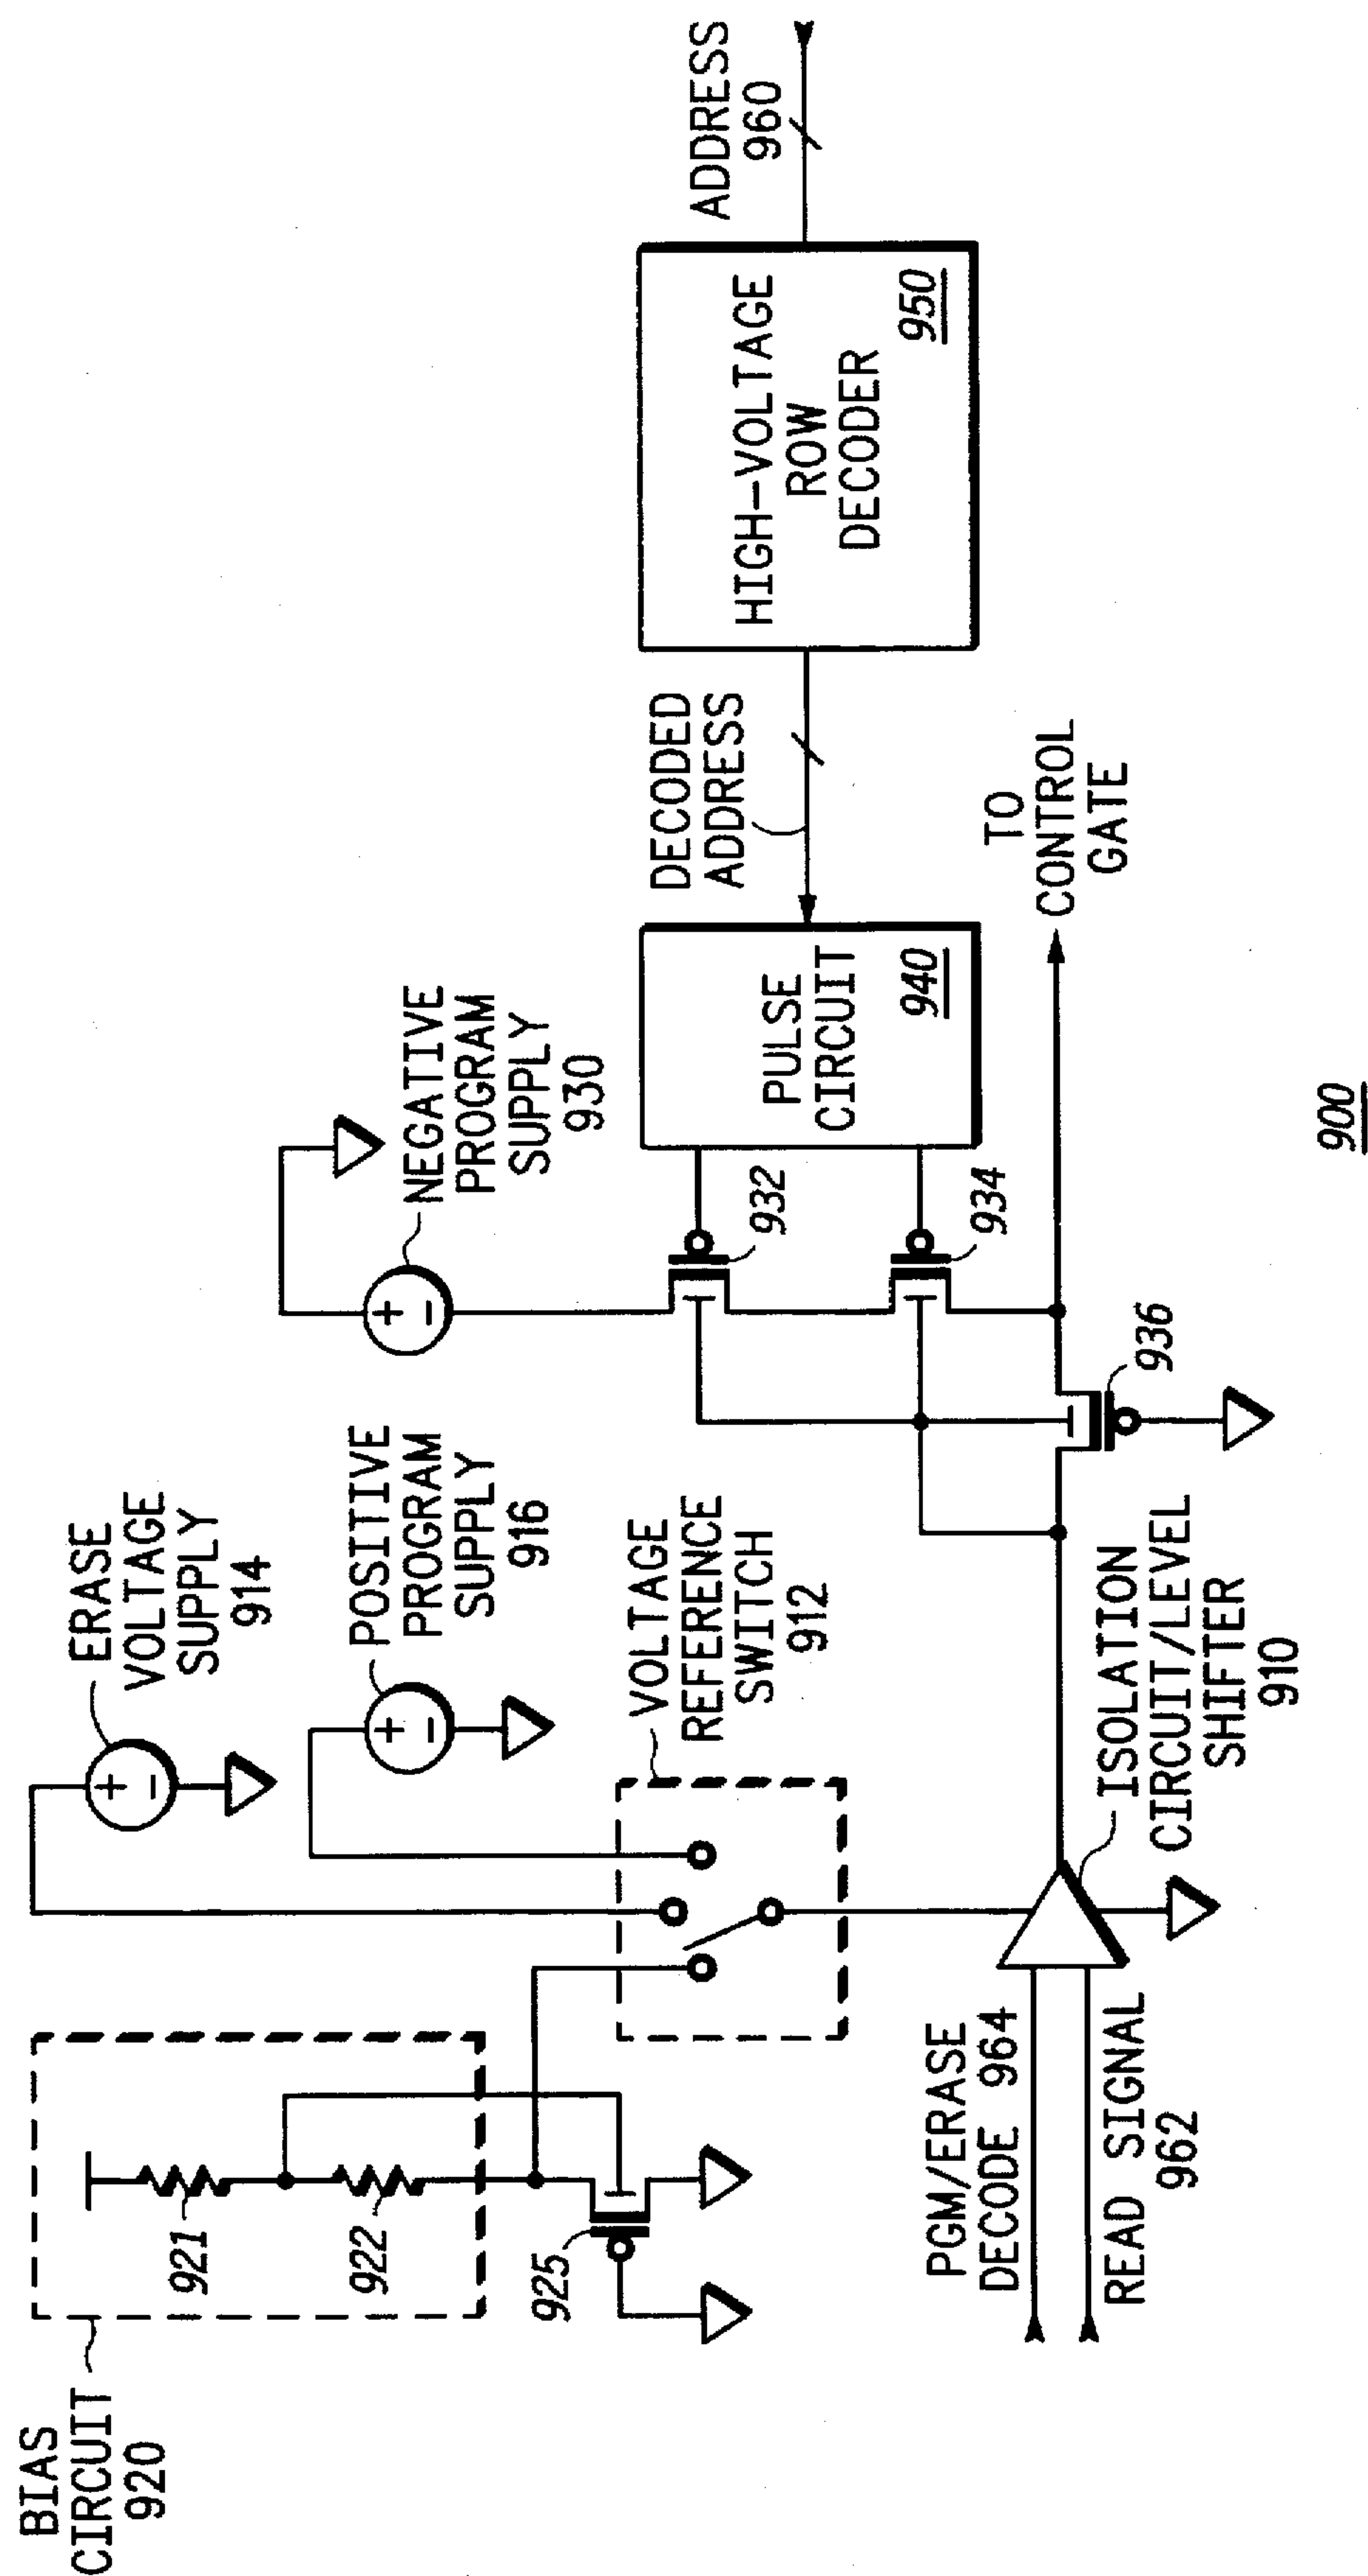 BIAS
CIRCUIT
920
921
922
925
ERASE
VOLTAGE
SUPPLY
914
POSITIVE
PROGRAM
SUPPLY
916
VOLTAGE
REFERENCE
SWITCH
912
NEGATIVE
PROGRAM
SUPPLY
930
932
934
936
PULSE
CIRCUIT
940
DECODED
ADDRESS
HIGH-VOLTAGE
ROW
DECODER
950
ADDRESS
960
TO
CONTROL
GATE
PGM/ERASE
DECODE 964
READ SIGNAL
962
ISOLATION
CIRCUIT/LEVEL
SHIFTER
910
900